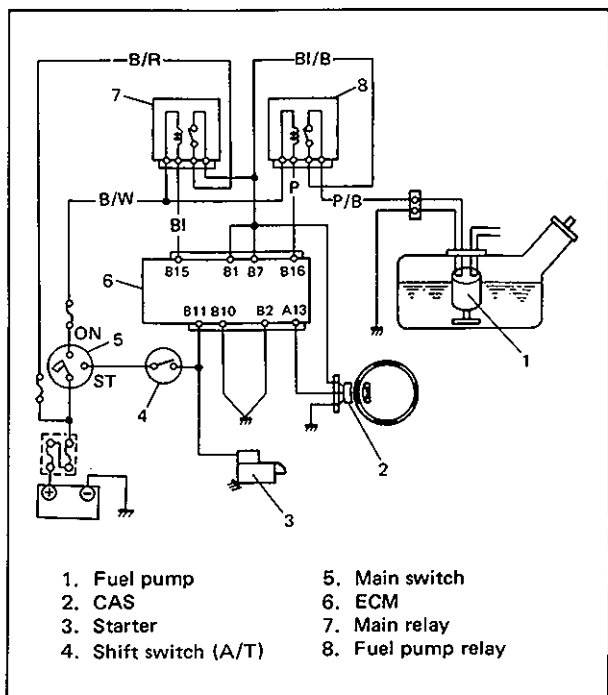 B/R
Bl/B
7
8
B/W
Bl
P
P/B
B15
B1
B7
B16
6
B11
B10
B2
A13
1
ON
5
ST
4
2
3
1. Fuel pump
2. CAS
3. Starter
4. Shift switch (A/T)
5. Main switch
6. ECM
7. Main relay
8. Fuel pump relay